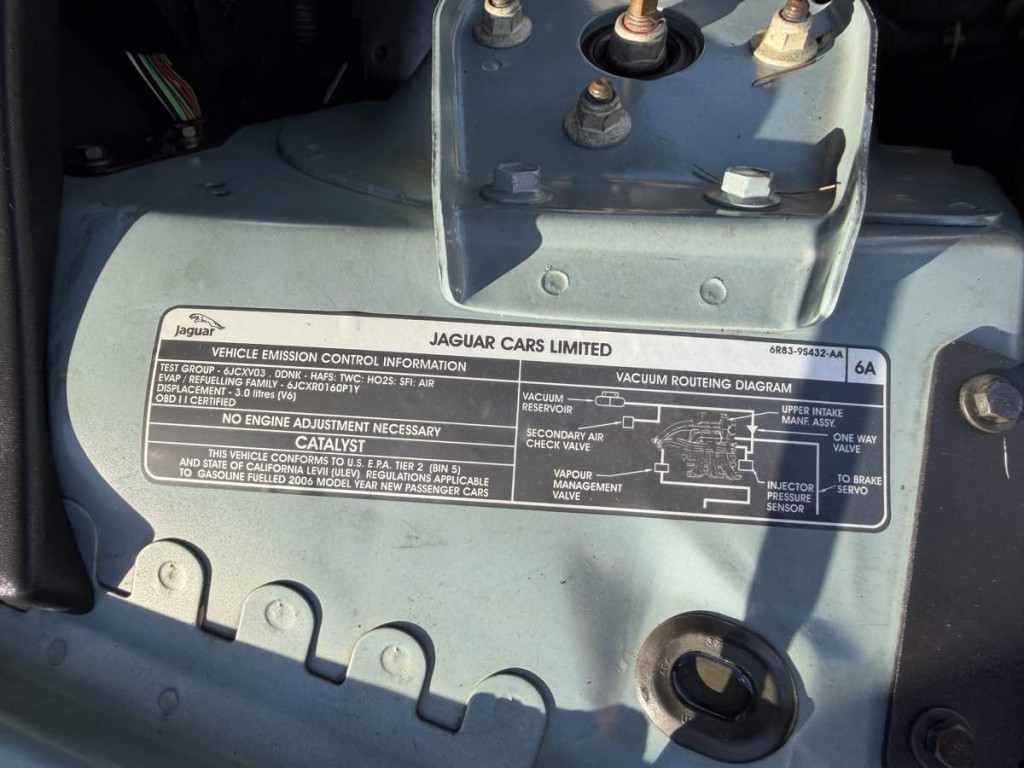 Jaguar
JAGUAR CARS LIMITED
6R83-9S432-AA
6A
VEHICLE EMISSION CONTROL INFORMATION
TEST GROUP - 6JCXV03 . 0DNK - HAFS: TWC: HO2S: SFI: AIR
EVAP / REFUELLING FAMILY - 6JCXR0160P1Y
DISPLACEMENT - 3.0 litres (V6)
OBD I I CERTIFIED
NO ENGINE ADJUSTMENT NECESSARY
CATALYST
THIS VEHICLE CONFORMS TO U.S. E.P.A. TIER 2 (BIN 5)
AND STATE OF CALIFORNIA LEVII (ULEV) REGULATIONS APPLICABLE
TO GASOLINE FUELLED 2006 MODEL YEAR NEW PASSENGER CARS
VACUUM ROUTEING DIAGRAM
VACUUM
RESERVOIR
UPPER INTAKE
MANF. ASSY.
SECONDARY AIR
CHECK VALVE
ONE WAY
VALVE
VAPOUR
MANAGEMENT
VALVE
INJECTOR
PRESSURE
SENSOR
TO BRAKE
SERVO